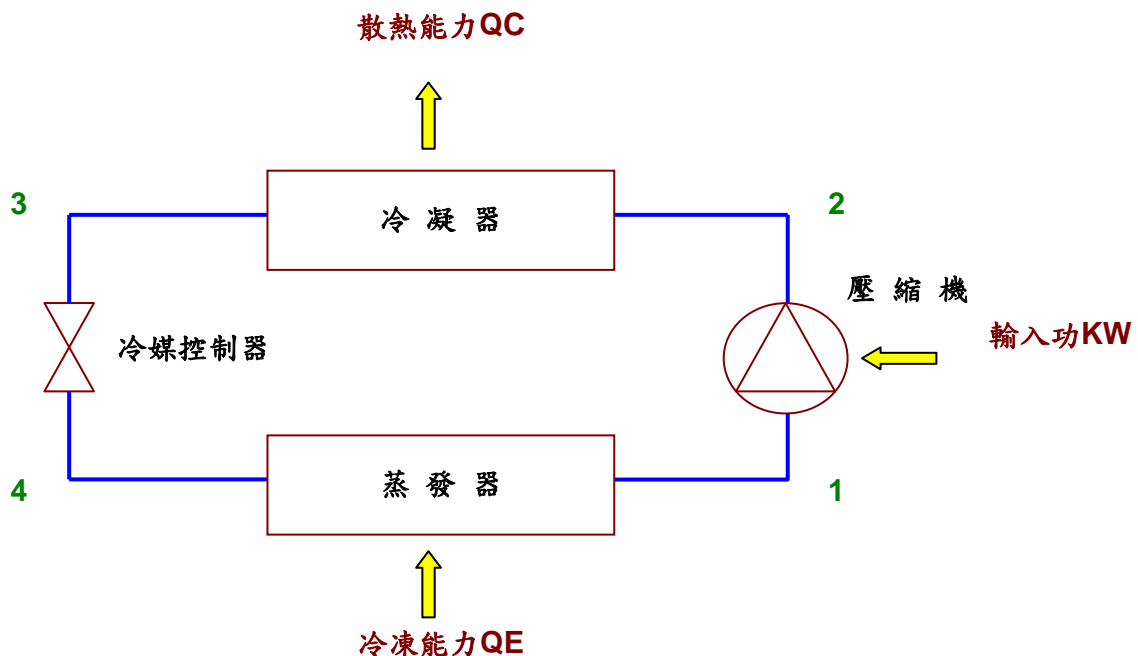 散熱能力QC
3
冷 凝 器
2
壓 縮 機
輸入功KW
冷媒控制器
4
蒸 發 器
1
冷凍能力QE